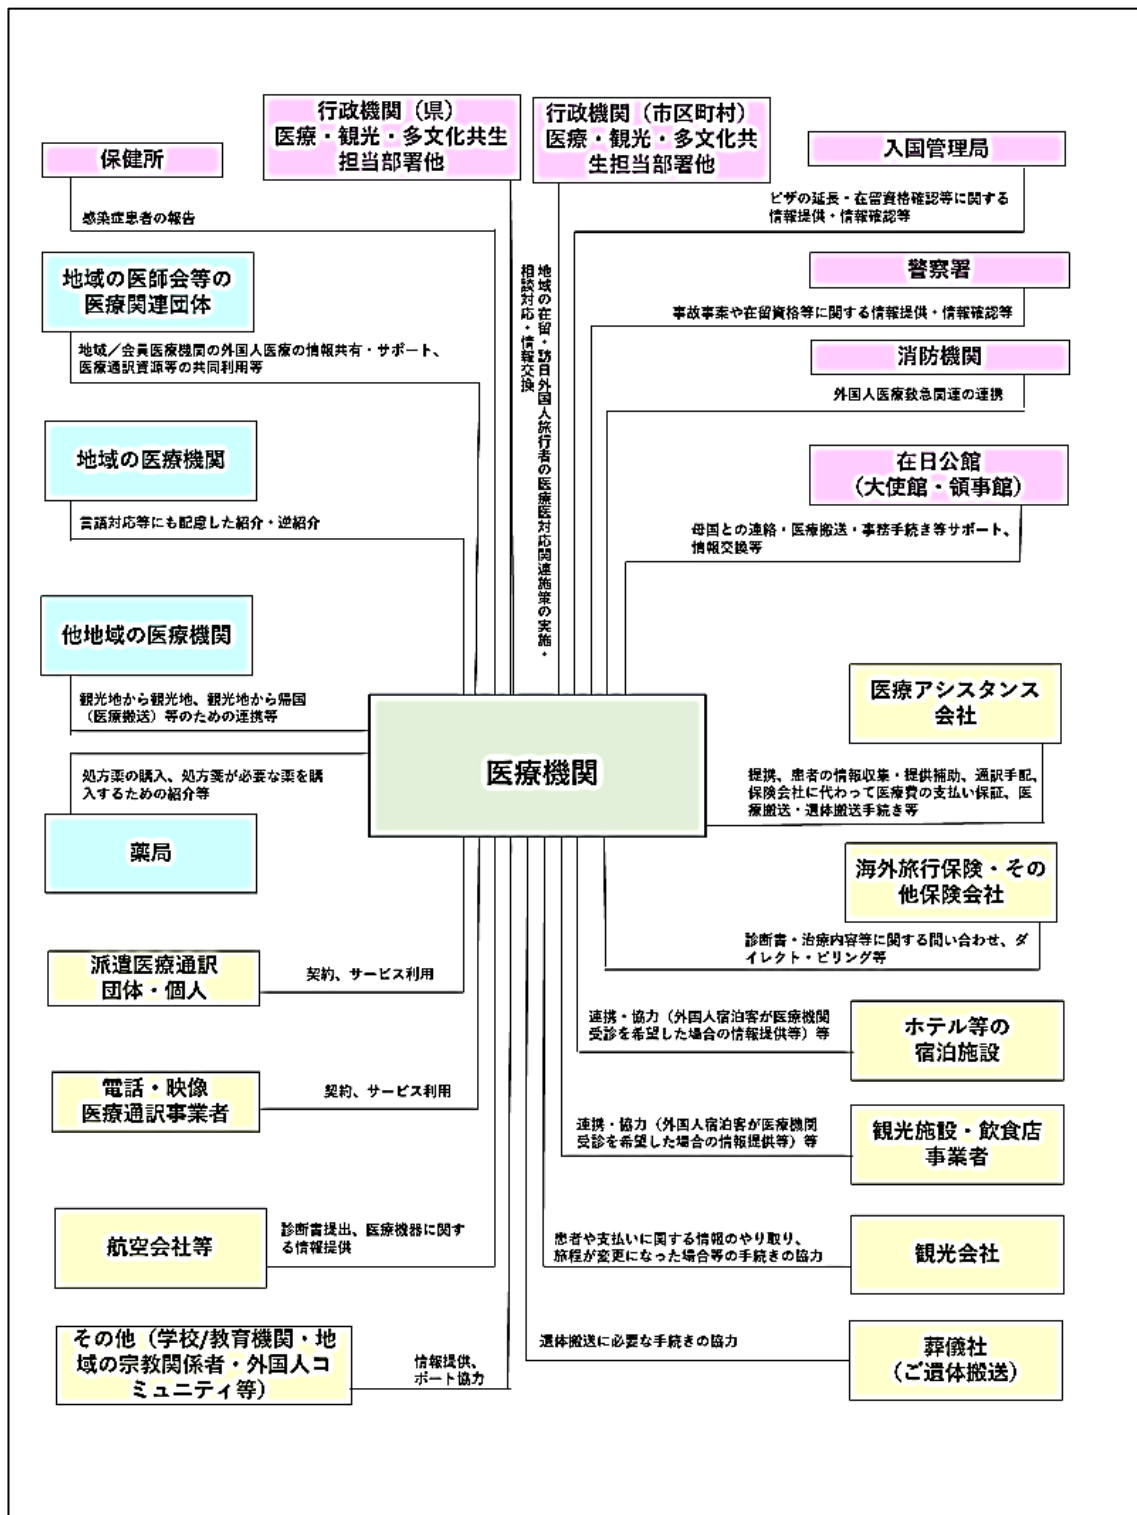 行政機関（県）
医療・観光・多文化共生
担当部署他
行政機関（市区町村）
医療・観光・多文化共
生担当部署他
保健所
感染症患者の報告
入国管理局
ビザの延長・在留資格確認等に関する
情報提供・情報確認等
地域の医師会等の
医療関連団体
地域／会員医療機関の外国人医療の情報共有・サポート、
医療通訳資源等の共同利用等
地域の在留・訪日外国人旅行者の医療医対応関連施策の実施・
相談対応・情報交換
警察署
事故事案や在留資格等に関する情報提供・情報確認等
消防機関
外国人医療救急関連の連携
地域の医療機関
言語対応等にも配慮した紹介・逆紹介
在日公館
（大使館・領事館）
母国との連絡・医療搬送・事務手続き等サポート、
情報交換等
他地域の医療機関
観光地から観光地、観光地から帰国
（医療搬送）等のための連携等
医療機関
医療アシスタンス
会社
提携、患者の情報収集・提供補助、通訳手配、
保険会社に代わって医療費の支払い保証、医
療搬送・遺体搬送手続き等
処方薬の購入、処方箋が必要な薬を購
入するための紹介等
薬局
海外旅行保険・その
他保険会社
診断書・治療内容等に関する問い合わせ、ダ
イレクト・ビリング等
派遣医療通訳
団体・個人
契約、サービス利用
ホテル等の
宿泊施設
連携・協力（外国人宿泊客が医療機関
受診を希望した場合の情報提供等）等
電話・映像
医療通訳事業者
契約、サービス利用
観光施設・飲食店
事業者
連携・協力（外国人宿泊客が医療機関
受診を希望した場合の情報提供等）等
航空会社等
診断書提出、医療機器に関す
る情報提供
観光会社
患者や支払いに関する情報のやり取り、
旅程が変更になった場合等の手続きの協力
その他（学校/教育機関・地
域の宗教関係者・外国人コ
ミュニティ等）
情報提供、
ポート協力
葬儀社
（ご遺体搬送）
遺体搬送に必要な手続きの協力